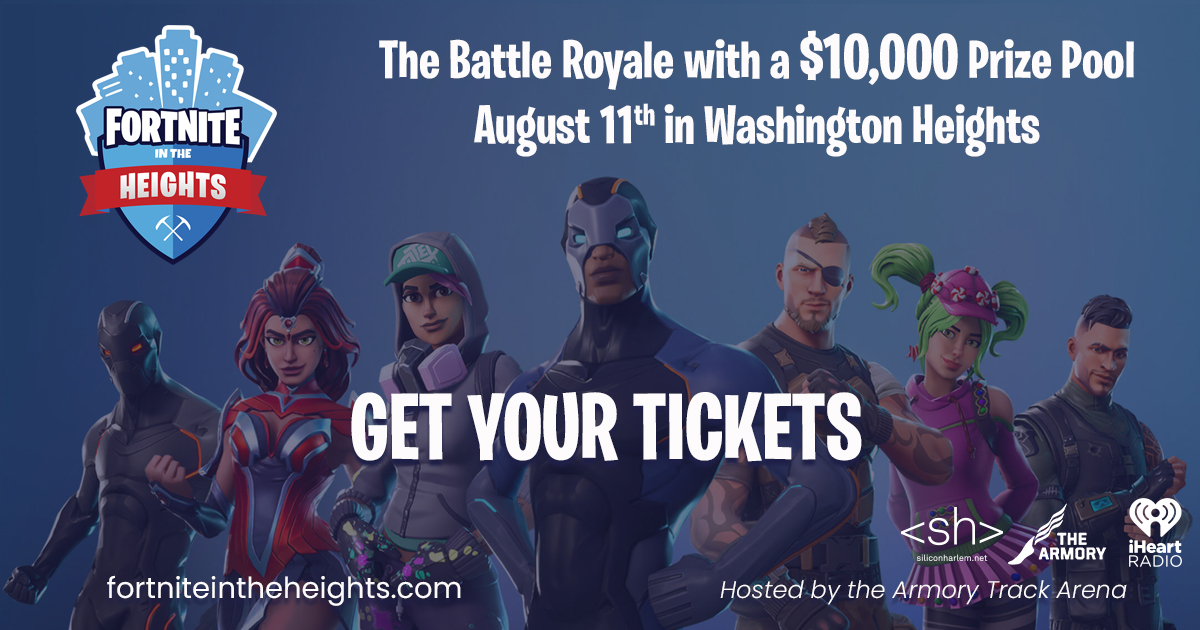 The Battle Royale with a $10,000 Prize Pool
August 11th in Washington Heights
FORTNITE
IN THE
HEIGHTS
ATEX
GET YOUR TICKETS
<sh>
siliconharlem.net
THE
ARMORY
iHeart
RADIO
fortniteintheheights.com
Hosted by the Armory Track Arena